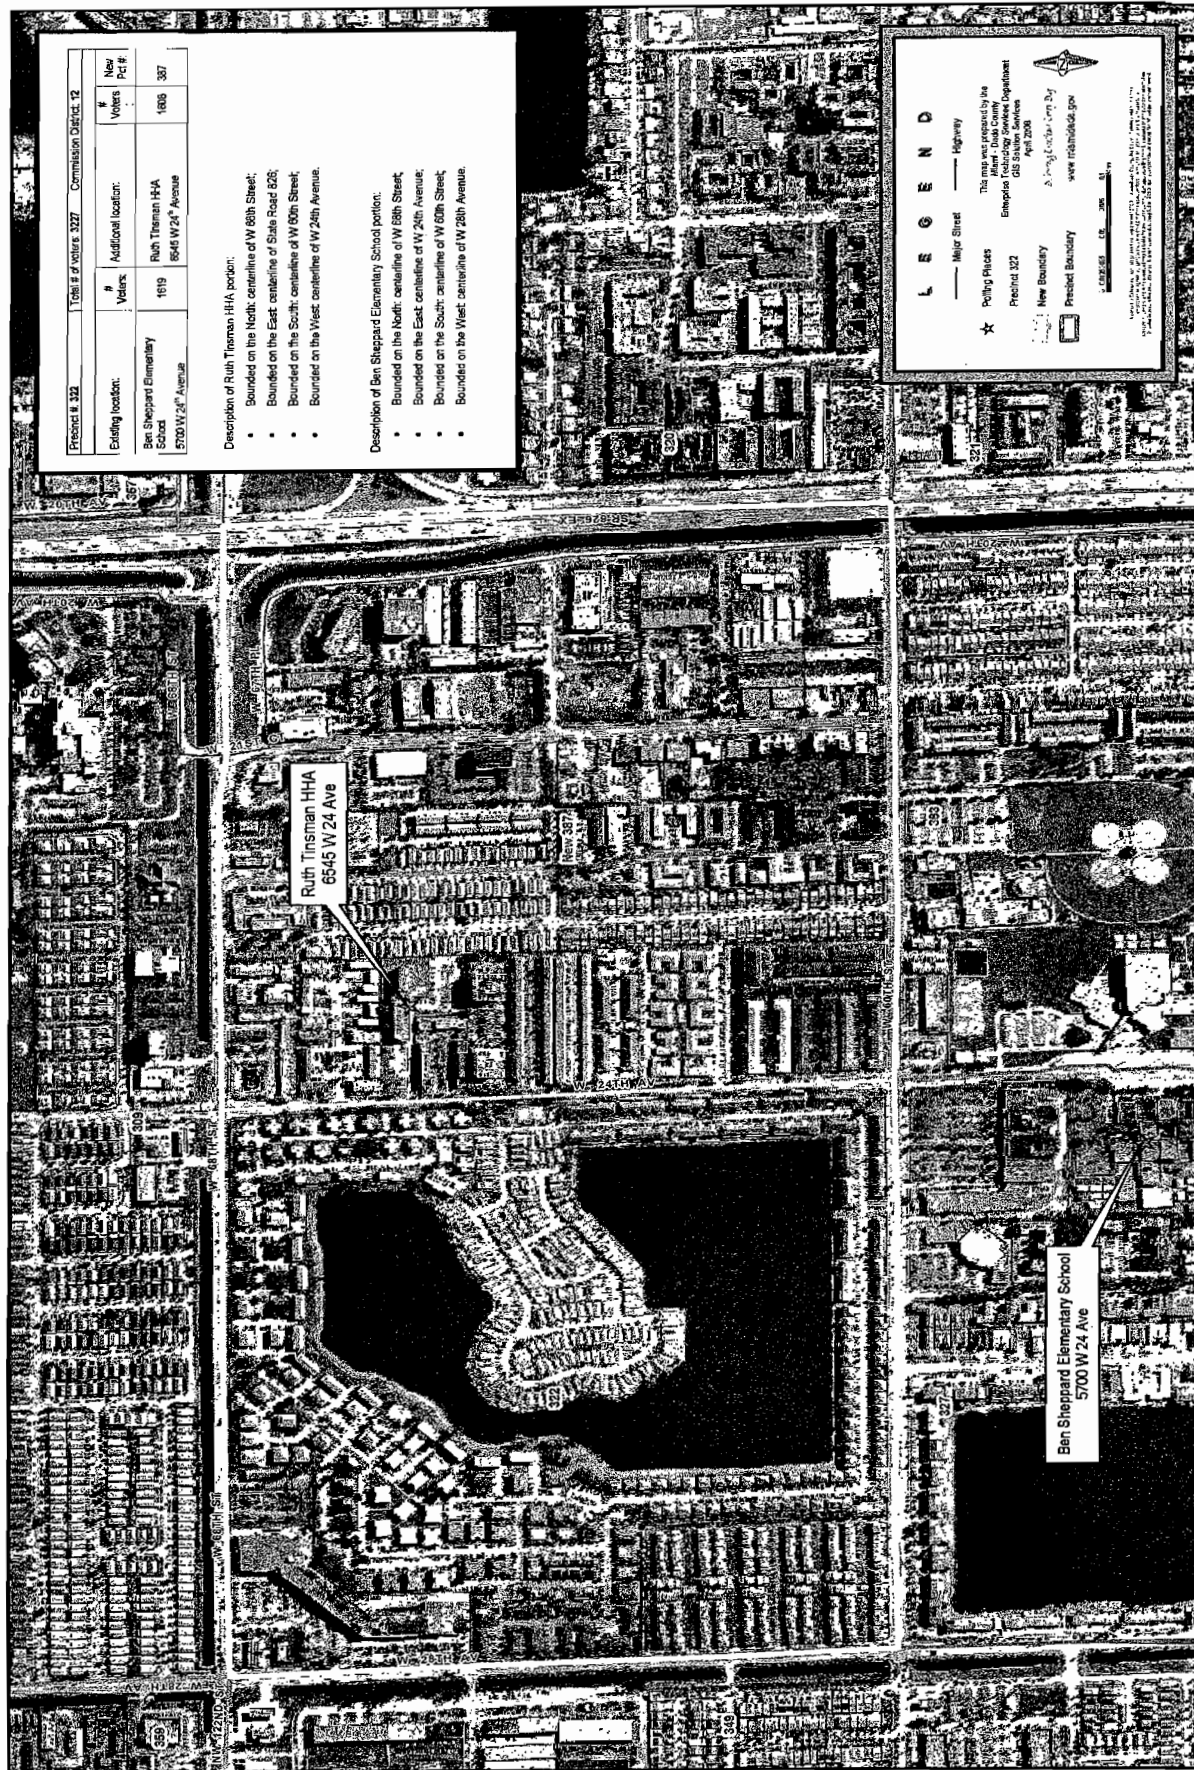 Precinct #: 322 Total # of voters: 3227 Commission District: 12
Existing location: # Voters: Additional location: # Voters : New Pct #:
Ben Sheppard Elementary School 5700 W 24th Avenue 1619 Ruth Tinsman HHA 6545 W 24th Avenue 1608 387
Description of Ruth Tinsman HHA portion:
• Bounded on the North: centerline of W 68th Street;
• Bounded on the East: centerline of State Road 826;
• Bounded on the South: centerline of W 60th Street;
• Bounded on the West: centerline of W 24th Avenue.
Description of Ben Sheppard Elementary School portion:
• Bounded on the North: centerline of W 68th Street;
• Bounded on the East: centerline of W. 24th Avenue;
• Bounded on the South: centerline of W 60th Street;
• Bounded on the West: centerline of W 28th Avenue.
Ruth Tinsman HHA
6545 W 24 Ave
Ben Sheppard Elementary School
5700 W 24 Ave
New 387
322
309
320
321
327
349
359
367
393
W 24TH AV
W 28TH AV
W 68TH ST
W 60TH ST
W 20TH AV
LEGEND
Major Street
Highway
Polling Places
Precinct 322
New Boundary
Precinct Boundary
This map was prepared by the
Miami - Dade County
Enterprise Technology Services Department
GIS Solution Services
April 2008
www.miamidade.gov